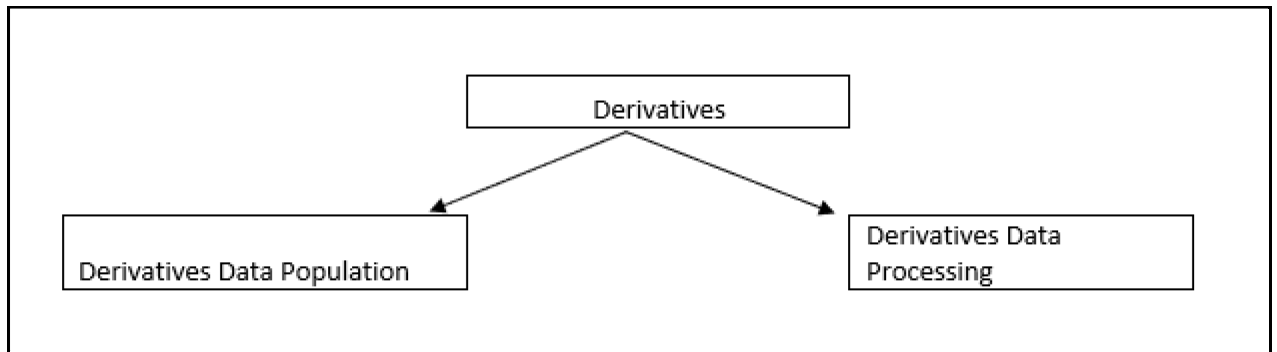 Derivatives
Derivatives Data Population
Derivatives Data
Processing